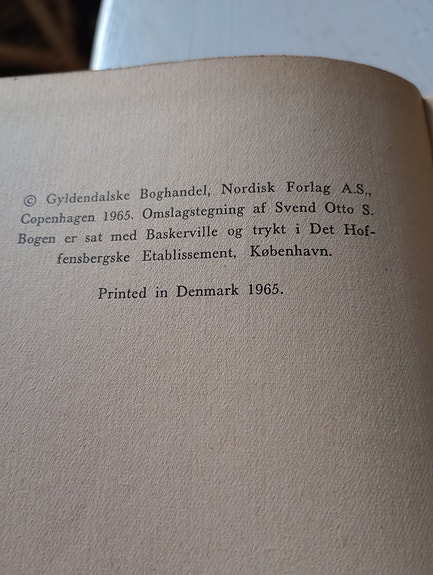 © Gyldendalske Boghandel, Nordisk Forlag A.S.,
Copenhagen 1965. Omslagstegning af Svend Otto S.
Bogen er sat med Baskerville og trykt i Det Hof-
fensbergske Etablissement, København.
Printed in Denmark 1965.